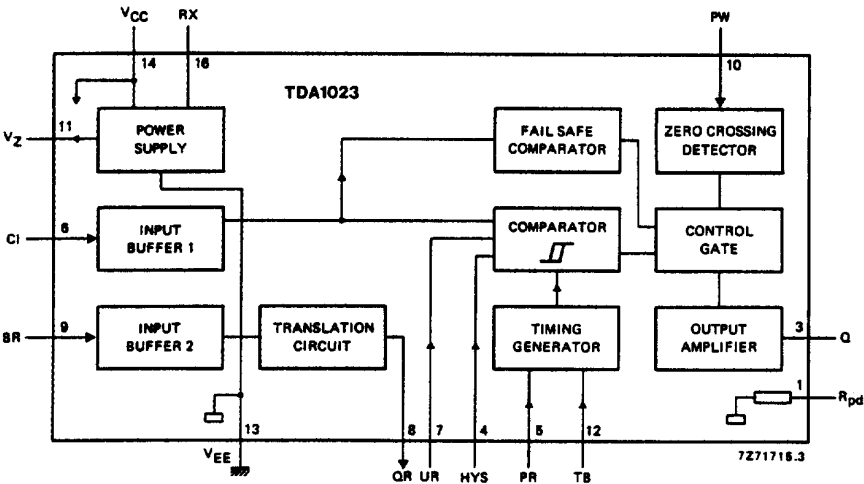 VCC RX PW
14 16 10
TDA1023
11
VZ
POWER
SUPPLY
FAIL SAFE
COMPARATOR
ZERO CROSSING
DETECTOR
6
CI
INPUT
BUFFER 1
COMPARATOR
CONTROL
GATE
9
BR
INPUT
BUFFER 2
TRANSLATION
CIRCUIT
TIMING
GENERATOR
OUTPUT
AMPLIFIER
3
Q
1
Rpd
13 8 7 4 5 12
7Z71716.3
VEE
QR UR HYS PR TB